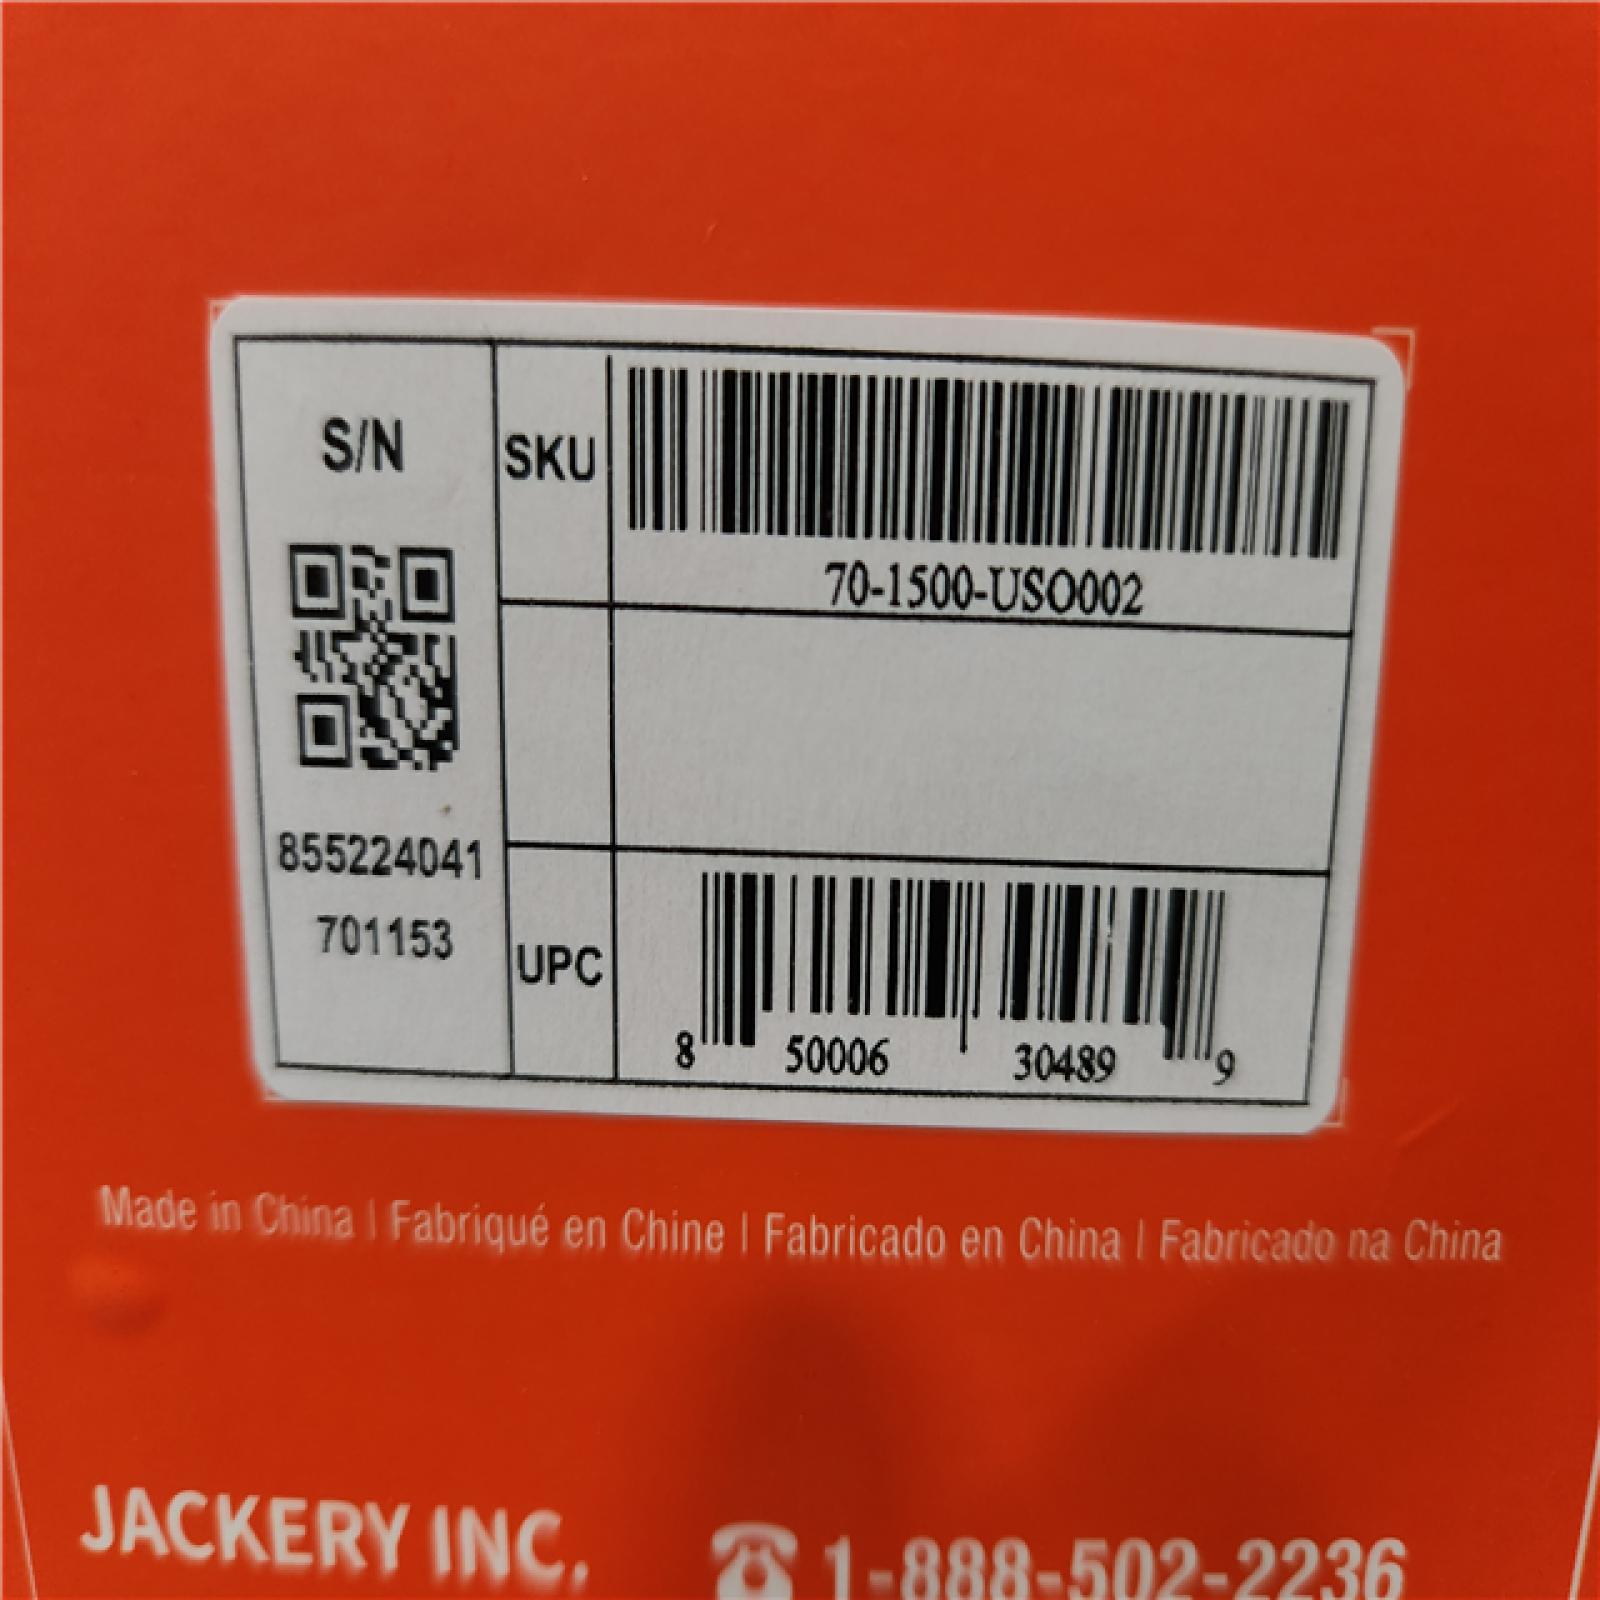 S/N
855224041
701153
SKU
70-1500-USO002
UPC
8 50006 30489 9
Made in China | Fabriqué en Chine | Fabricado en China | Fabricado na China
JACKERY INC.
1-888-502-2236